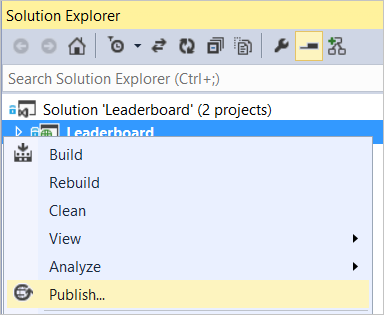 Solution Explorer
Search Solution Explorer (Ctrl+;)
Solution 'Leaderboard' (2 projects)
Leaderboard
Build
Rebuild
Clean
View
Analyze
Publish...